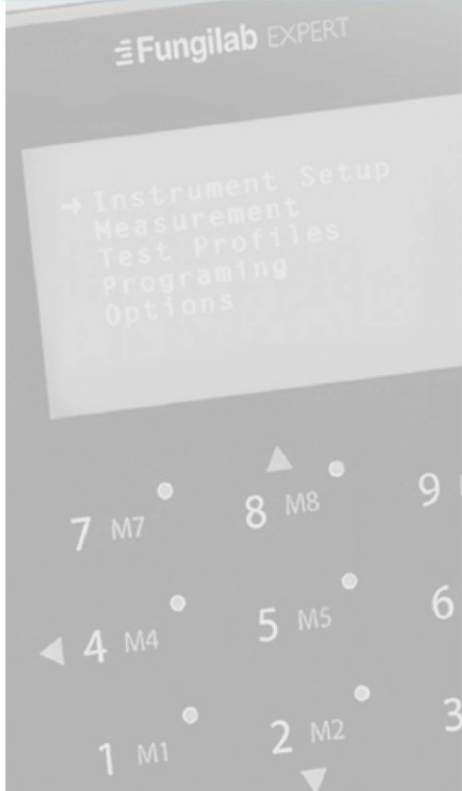 Fungilab EXPERT
→ Instrument Setup
Measurement
Test Profiles
Programing
Options
7 M7 8 M8 9
4 M4 5 M5 6
1 M1 2 M2 3